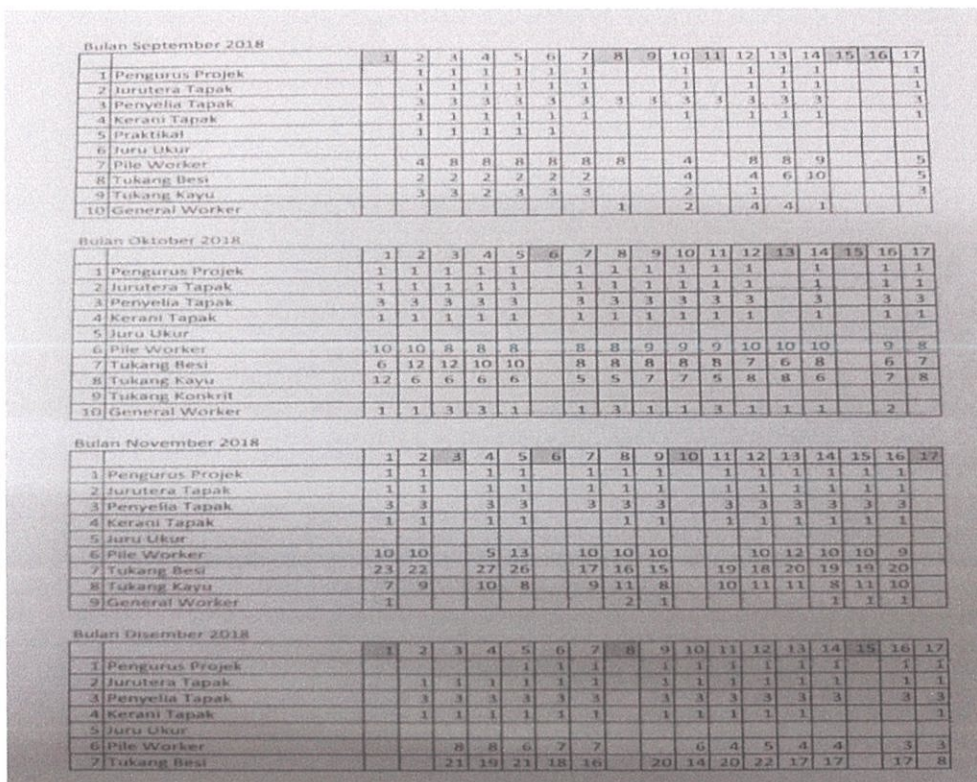 Bulan September 2018
1 2 3 4 5 6 7 8 9 10 11 12 13 14 15 16 17
1 Pengurus Projek 1 1 1 1 1 1 1 1 1 1 1
2 Jurutera Tapak 1 1 1 1 1 1 1 1 1 1 1
3 Penyelia Tapak 3 3 3 3 3 3 3 3 3 3 3 3 3 3
4 Kerani Tapak 1 1 1 1 1 1 1 1 1 1 1
5 Praktikal 1 1 1 1 1
6 Juru Ukur
7 Pile Worker 4 8 8 8 8 8 8 4 8 8 9 5
8 Tukang Besi 2 2 2 2 2 2 4 4 6 10 5
9 Tukang Kayu 3 3 2 3 3 3 2 1 3
10 General Worker 1 2 4 4 1
Bulan Oktober 2018
1 2 3 4 5 6 7 8 9 10 11 12 13 14 15 16 17
1 Pengurus Projek 1 1 1 1 1 1 1 1 1 1 1 1 1 1
2 Jurutera Tapak 1 1 1 1 1 1 1 1 1 1 1 1 1 1
3 Penyelia Tapak 3 3 3 3 3 3 3 3 3 3 3 3 3 3
4 Kerani Tapak 1 1 1 1 1 1 1 1 1 1 1 1 1 1
5 Juru Ukur
6 Pile Worker 10 10 8 8 8 8 8 9 9 9 10 10 10 9 8
7 Tukang Besi 6 12 12 10 10 8 8 8 8 8 7 6 8 6 7
8 Tukang Kayu 12 6 6 6 6 5 5 7 7 5 8 8 6 7 8
9 Tukang Konkrit
10 General Worker 1 1 3 3 1 1 3 1 1 3 1 1 1 2
Bulan November 2018
1 2 3 4 5 6 7 8 9 10 11 12 13 14 15 16 17
1 Pengurus Projek 1 1 1 1 1 1 1 1 1 1 1 1 1
2 Jurutera Tapak 1 1 1 1 1 1 1 1 1 1 1 1 1
3 Penyelia Tapak 3 3 3 3 3 3 3 3 3 3 3 3 3
4 Kerani Tapak 1 1 1 1 1 1 1 1 1 1 1 1
5 Juru Ukur
6 Pile Worker 10 10 5 13 10 10 10 10 12 10 10 9
7 Tukang Besi 23 22 27 26 17 16 15 19 18 20 19 19 20
8 Tukang Kayu 7 9 10 8 9 11 8 10 11 11 8 11 10
9 General Worker 1 2 1 1 1 1
Bulan Disember 2018
1 2 3 4 5 6 7 8 9 10 11 12 13 14 15 16 17
1 Pengurus Projek 1 1 1 1 1 1 1 1 1 1 1
2 Jurutera Tapak 1 1 1 1 1 1 1 1 1 1 1 1 1 1
3 Penyelia Tapak 3 3 3 3 3 3 3 3 3 3 3 3 3 3
4 Kerani Tapak 1 1 1 1 1 1 1 1 1 1 1 1
5 Juru Ukur
6 Pile Worker 8 8 6 7 7 6 4 5 4 4 3 3
7 Tukang Besi 21 19 21 18 16 20 14 20 22 17 17 17 8